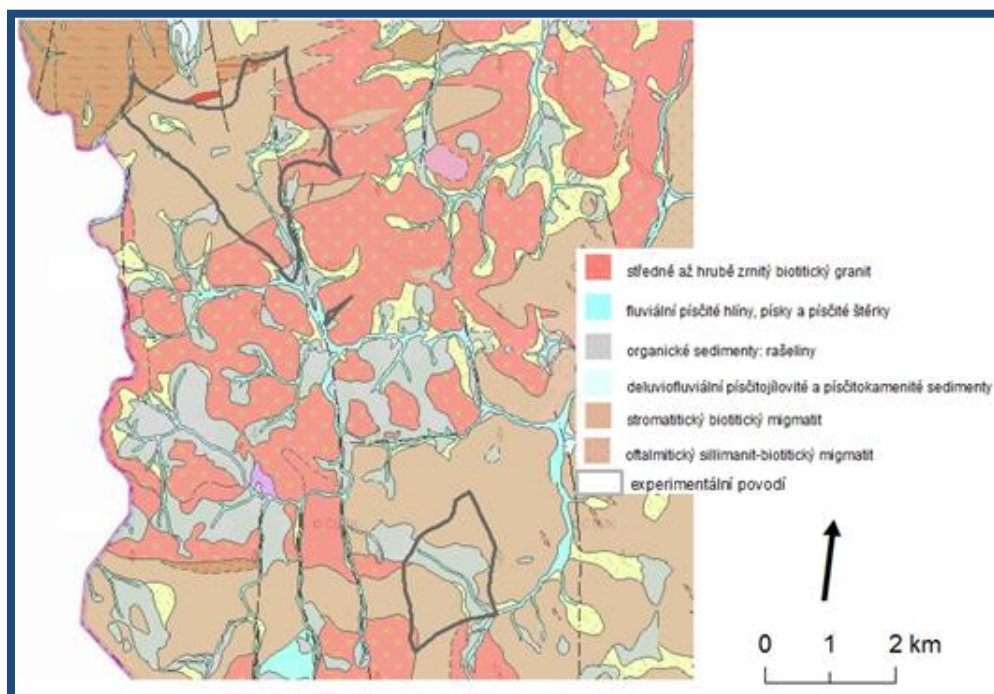 středně až hrubě zrnitý biotitický granit
fluviální písčité hlíny, písky a písčité štěrky
organické sedimenty: rašeliny
deluviofluviální písčitojílovité a písčitokamenité sedimenty
stromatitický biotitický migmatit
oftalmitický sillimanit-biotitický migmatit
experimentální povodí
0 1 2 km